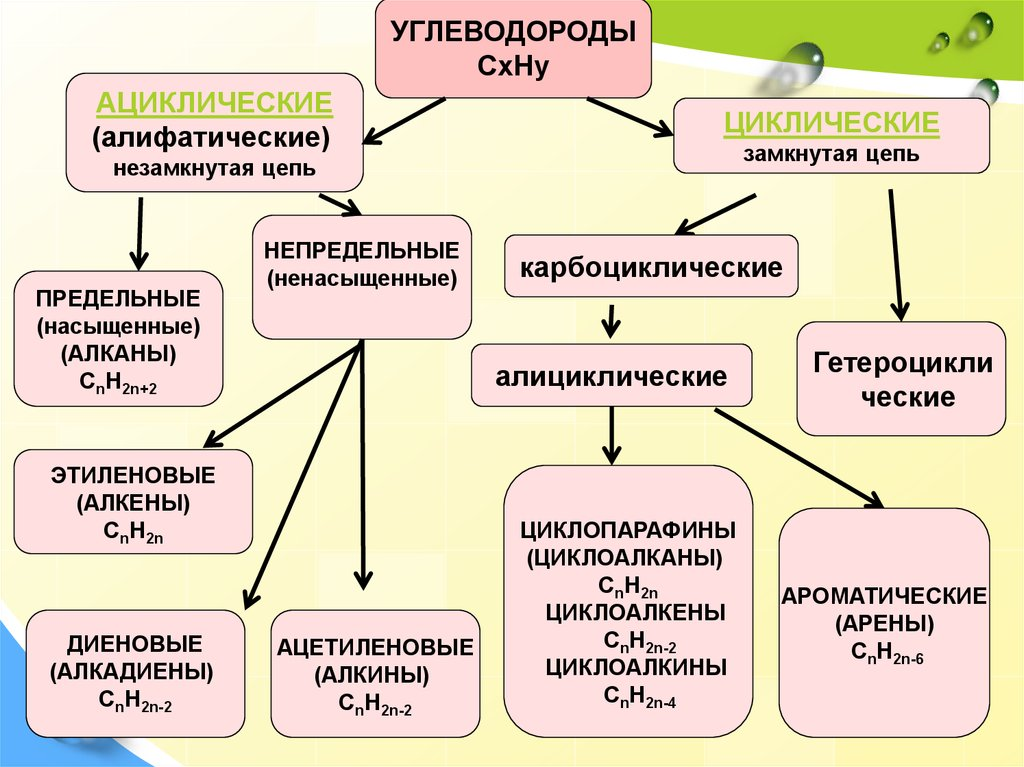 УГЛЕВОДОРОДЫ
СхНу
АЦИКЛИЧЕСКИЕ
(алифатические)
незамкнутая цепь
ЦИКЛИЧЕСКИЕ
замкнутая цепь
НЕПРЕДЕЛЬНЫЕ
(ненасыщенные)
карбоциклические
ПРЕДЕЛЬНЫЕ
(насыщенные)
(АЛКАНЫ)
CnH2n+2
алициклические
Гетероцикли
ческие
ЭТИЛЕНОВЫЕ
(АЛКЕНЫ)
CnH2n
ДИЕНОВЫЕ
(АЛКАДИЕНЫ)
CnH2n-2
АЦЕТИЛЕНОВЫЕ
(АЛКИНЫ)
CnH2n-2
ЦИКЛОПАРАФИНЫ
(ЦИКЛОАЛКАНЫ)
CnH2n
ЦИКЛОАЛКЕНЫ
CnH2n-2
ЦИКЛОАЛКИНЫ
CnH2n-4
АРОМАТИЧЕСКИЕ
(АРЕНЫ)
CnH2n-6